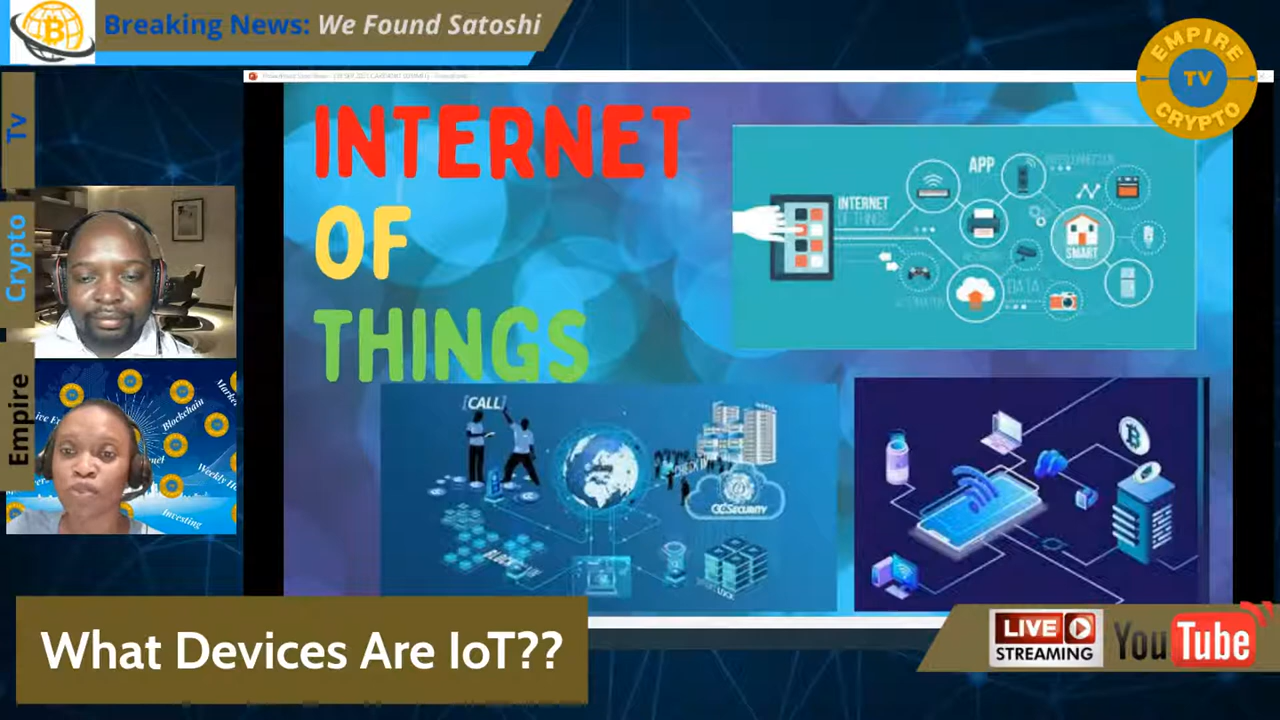 Breaking News: We Found Satoshi
EMPIRE
TV
CRYPTO
Empire Crypto Tv
INTERNET
OF
THINGS
INTERNET
OF THINGS
APP
SMART
DATA
[CALL]
Blockchain
Investing
What Devices Are IoT??
LIVE
STREAMING
YouTube